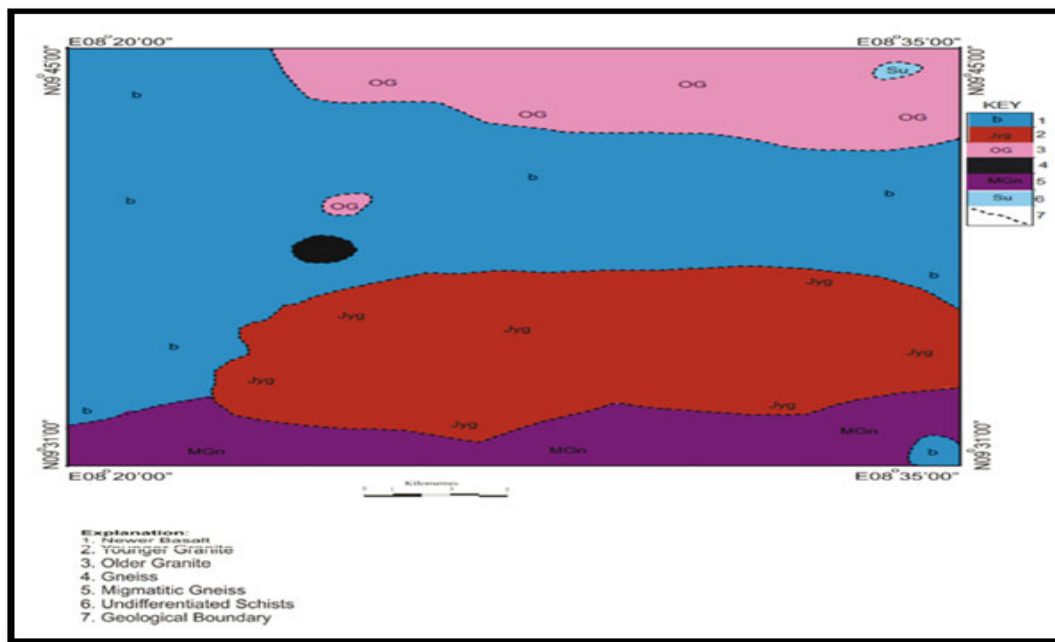 E08°20'00"
E08°35'00"
N09°45'00"
N09°45'00"
Su
OG
OG
b
OG
OG
KEY
b 1
Jyg 2
OG 3
4
MGn 5
Su 6
7
b
b
b
OG
b
Jyg
Jyg
Jyg
b
Jyg
Jyg
b
Jyg
Jyg
MGn
MGn
MGn
b
N09°31'00"
N09°31'00"
E08°20'00"
E08°35'00"
Kilometres
Explanation:
1. Newer Basalt
2. Younger Granite
3. Older Granite
4. Gneiss
5. Migmatitic Gneiss
6. Undifferentiated Schists
7. Geological Boundary